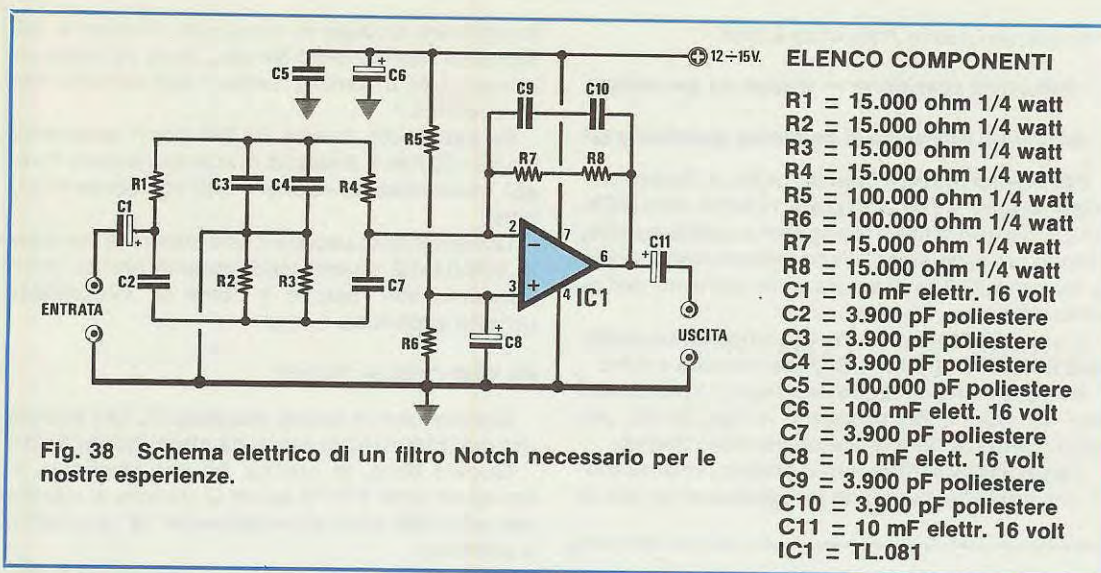 C5
C6
12÷15V.
C9
C10
R5
R7
R8
R1
C3
C4
R4
C1
C2
R2
R3
C7
2
7
3
6
4
IC1
C11
R6
C8
ENTRATA
USCITA
Fig. 38 Schema elettrico di un filtro Notch necessario per le
nostre esperienze.
ELENCO COMPONENTI
R1 = 15.000 ohm 1/4 watt
R2 = 15.000 ohm 1/4 watt
R3 = 15.000 ohm 1/4 watt
R4 = 15.000 ohm 1/4 watt
R5 = 100.000 ohm 1/4 watt
R6 = 100.000 ohm 1/4 watt
R7 = 15.000 ohm 1/4 watt
R8 = 15.000 ohm 1/4 watt
C1 = 10 mF elettr. 16 volt
C2 = 3.900 pF poliestere
C3 = 3.900 pF poliestere
C4 = 3.900 pF poliestere
C5 = 100.000 pF poliestere
C6 = 100 mF elett. 16 volt
C7 = 3.900 pF poliestere
C8 = 10 mF elett. 16 volt
C9 = 3.900 pF poliestere
C10 = 3.900 pF poliestere
C11 = 10 mF elettr. 16 volt
IC1 = TL.081